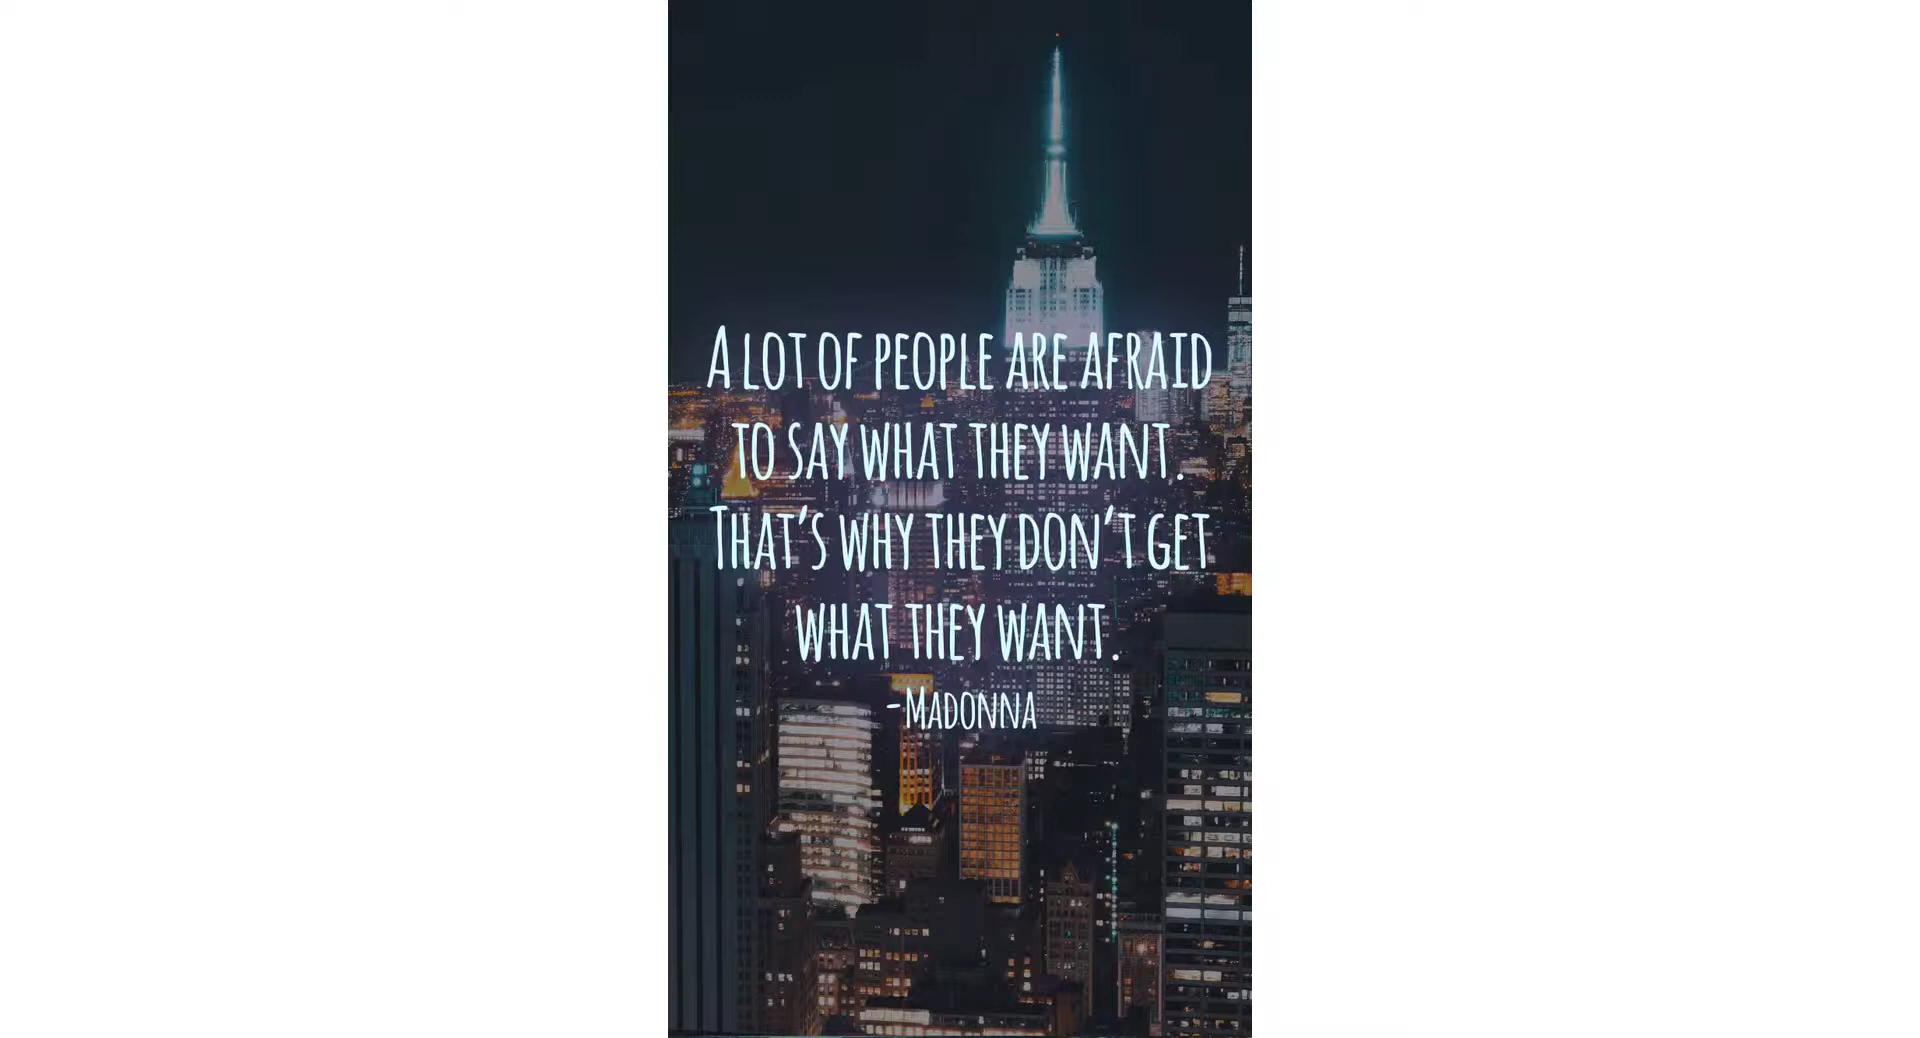 A LOT OF PEOPLE ARE AFRAID
TO SAY WHAT THEY WANT.
THAT'S WHY THEY DON'T GET
WHAT THEY WANT.
-MADONNA